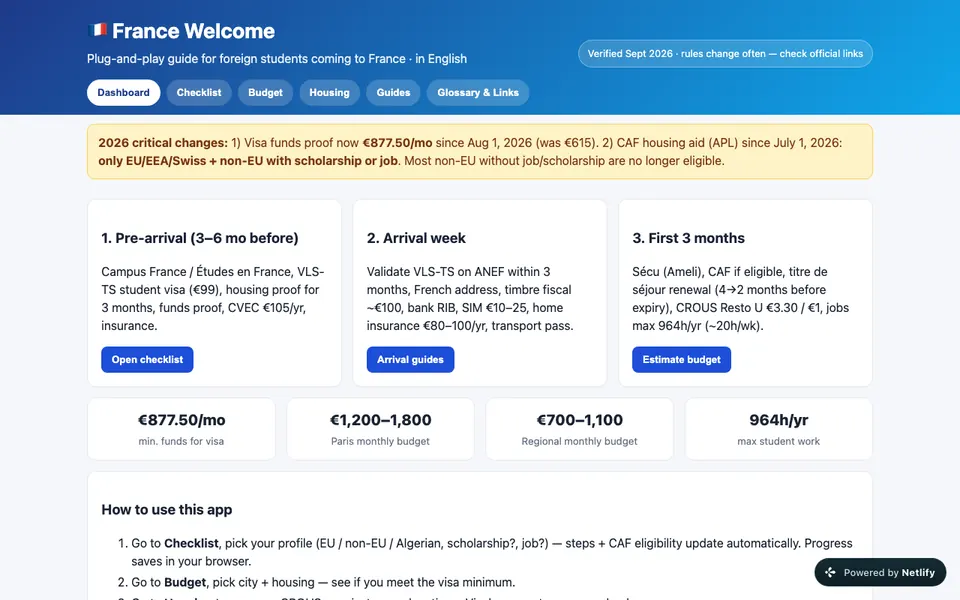 🇫🇷 France Welcome
Plug-and-play guide for foreign students coming to France · in English
Verified Sept 2026 · rules change often — check official links
Dashboard
Checklist
Budget
Housing
Guides
Glossary & Links
2026 critical changes: 1) Visa funds proof now €877.50/mo since Aug 1, 2026 (was €615). 2) CAF housing aid (APL) since July 1, 2026:
only EU/EEA/Swiss + non-EU with scholarship or job. Most non-EU without job/scholarship are no longer eligible.
1. Pre-arrival (3–6 mo before)
Campus France / Études en France, VLS-
TS student visa (€99), housing proof for
3 months, funds proof, CVEC €105/yr,
insurance.
Open checklist
2. Arrival week
Validate VLS-TS on ANEF within 3
months, French address, timbre fiscal
~€100, bank RIB, SIM €10–25, home
insurance €80–100/yr, transport pass.
Arrival guides
3. First 3 months
Sécu (Ameli), CAF if eligible, titre de
séjour renewal (4→2 months before
expiry), CROUS Resto U €3.30 / €1, jobs
max 964h/yr (~20h/wk).
Estimate budget
€877.50/mo
min. funds for visa
€1,200–1,800
Paris monthly budget
€700–1,100
Regional monthly budget
964h/yr
max student work
How to use this app
1. Go to Checklist, pick your profile (EU / non-EU / Algerian, scholarship?, job?) — steps + CAF eligibility update automatically. Progress
saves in your browser.
2. Go to Budget, pick city + housing — see if you meet the visa minimum.
Powered by Netlify